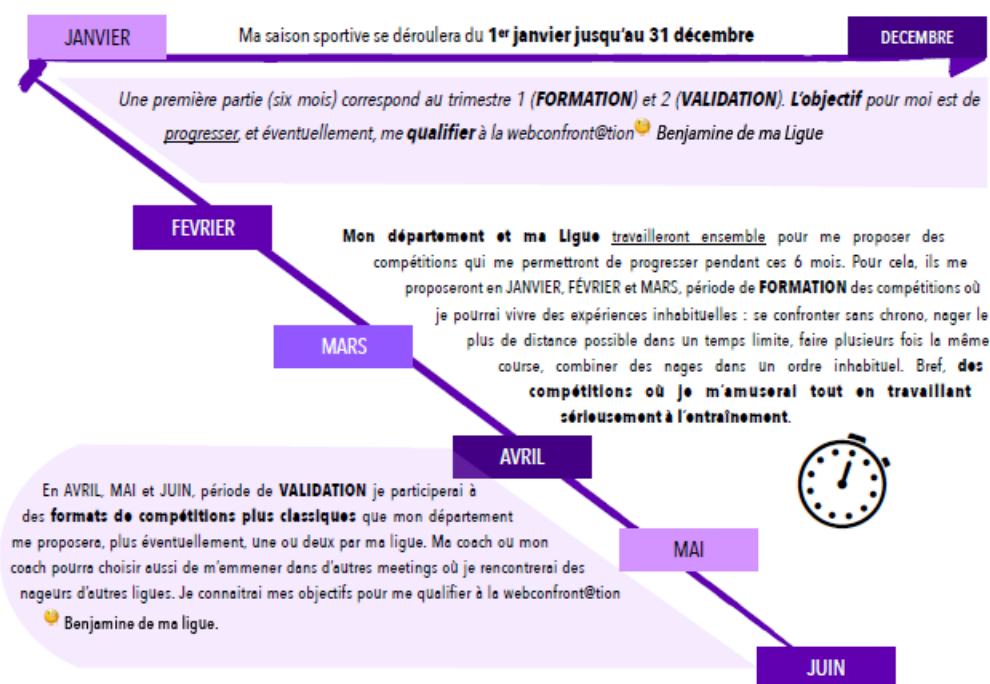 JANVIER
Ma saison sportive se déroulera du 1er janvier jusqu'au 31 décembre
DECEMBRE
Une première partie (six mois) correspond au trimestre 1 (FORMATION) et 2 (VALIDATION). L'objectif pour moi est de
progresser, et éventuellement, me qualifier à la webconfront@tion Benjamine de ma Ligue
FEVRIER
Mon département et ma Ligue travailleront ensemble pour me proposer des
compétitions qui me permettront de progresser pendant ces 6 mois. Pour cela, ils me
proposeront en JANVIER, FÉVRIER et MARS, période de FORMATION des compétitions où
je pourrai vivre des expériences inhabituelles : se confronter sans chrono, nager le
plus de distance possible dans un temps limite, faire plusieurs fois la même
course, combiner des nages dans un ordre inhabituel. Bref, des
compétitions où je m'amuserai tout en travaillant
sérieusement à l'entraînement.
MARS
AVRIL
En AVRIL, MAI et JUIN, période de VALIDATION je participerai à
des formats de compétitions plus classiques que mon département
me proposera, plus éventuellement, une ou deux par ma ligue. Ma coach ou mon
coach pourra choisir aussi de m'emmener dans d'autres meetings où je rencontrerai des
nageurs d'autres ligues. Je connaitrai mes objectifs pour me qualifier à la webconfront@tion
Benjamine de ma ligue.
MAI
JUIN